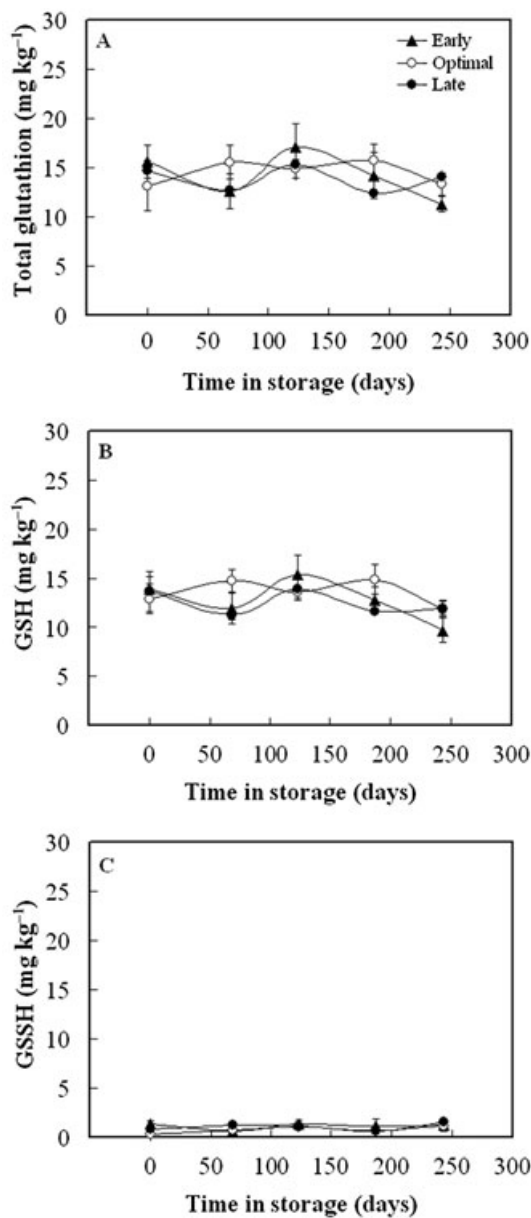 A
Early
Optimal
Late
Total glutathion (mg kg⁻¹)
30
25
20
15
10
5
0
0 50 100 150 200 250 300
Time in storage (days)
B
GSH (mg kg⁻¹)
30
25
20
15
10
5
0
0 50 100 150 200 250 300
Time in storage (days)
C
GSSH (mg kg⁻¹)
30
25
20
15
10
5
0
0 50 100 150 200 250 300
Time in storage (days)